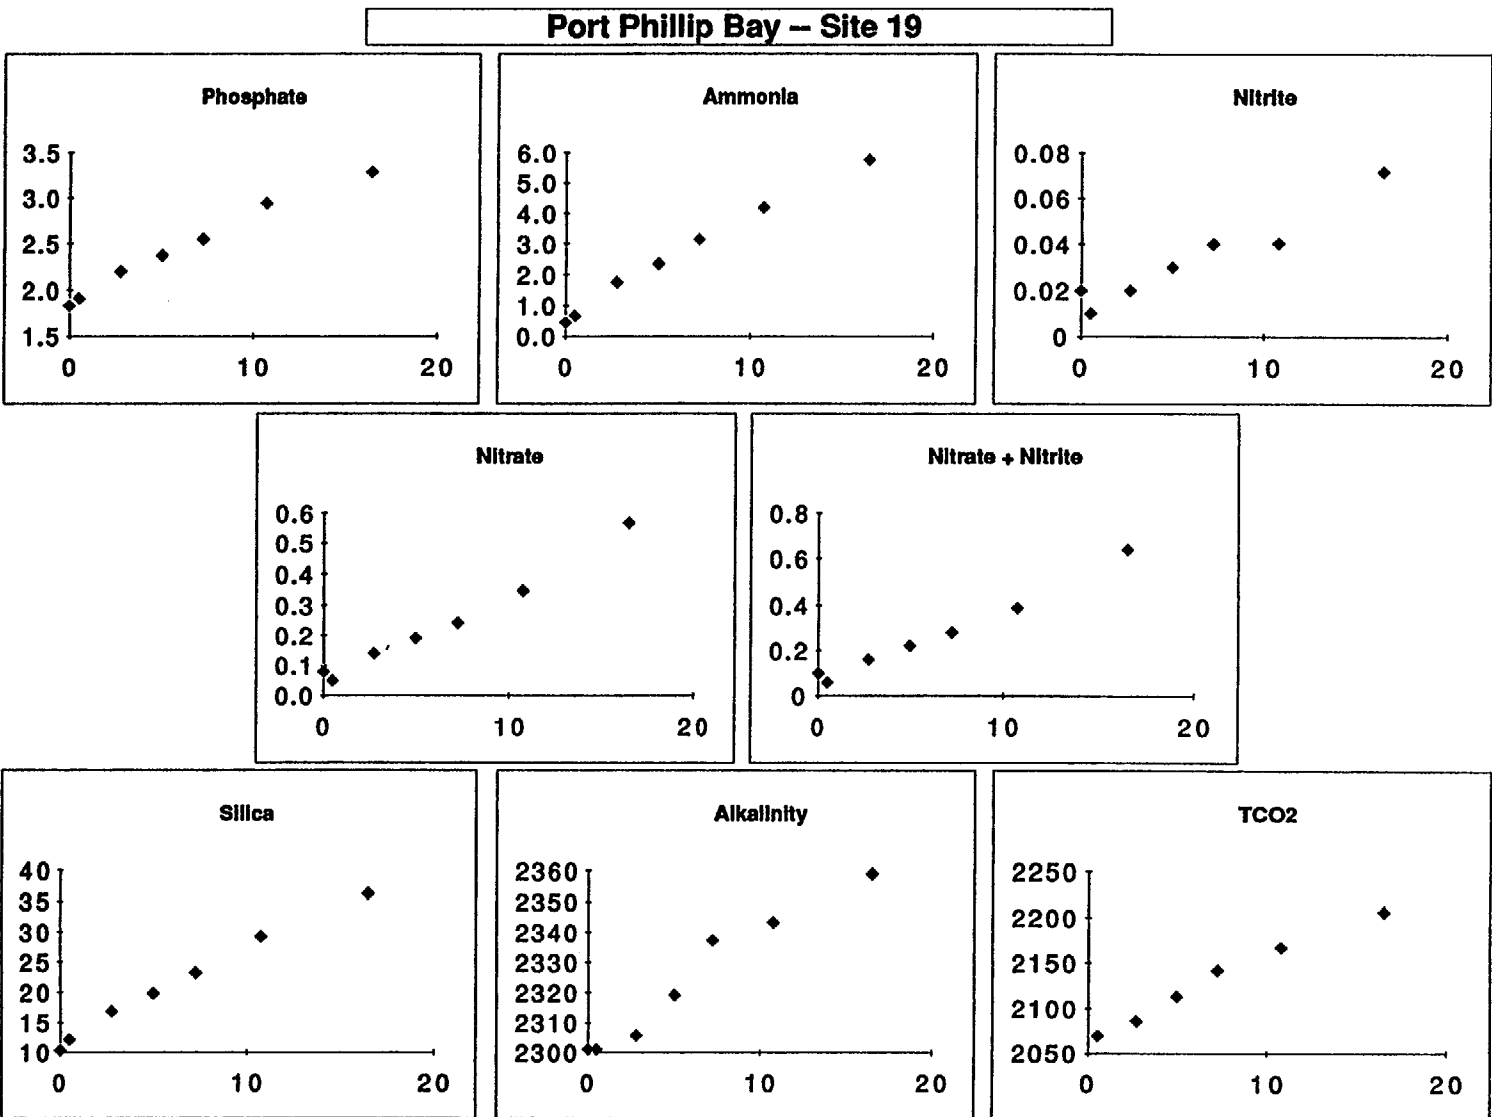 Port Phillip Bay -- Site 19
Phosphate
3.5
3.0
2.5
2.0
1.5
0 10 20
Ammonia
6.0
5.0
4.0
3.0
2.0
1.0
0.0
0 10 20
Nitrite
0.08
0.06
0.04
0.02
0
0 10 20
Nitrate
0.6
0.5
0.4
0.3
0.2
0.1
0.0
0 10 20
Nitrate + Nitrite
0.8
0.6
0.4
0.2
0
0 10 20
Silica
40
35
30
25
20
15
10
0 10 20
Alkalinity
2360
2350
2340
2330
2320
2310
2300
0 10 20
TCO2
2250
2200
2150
2100
2050
0 10 20